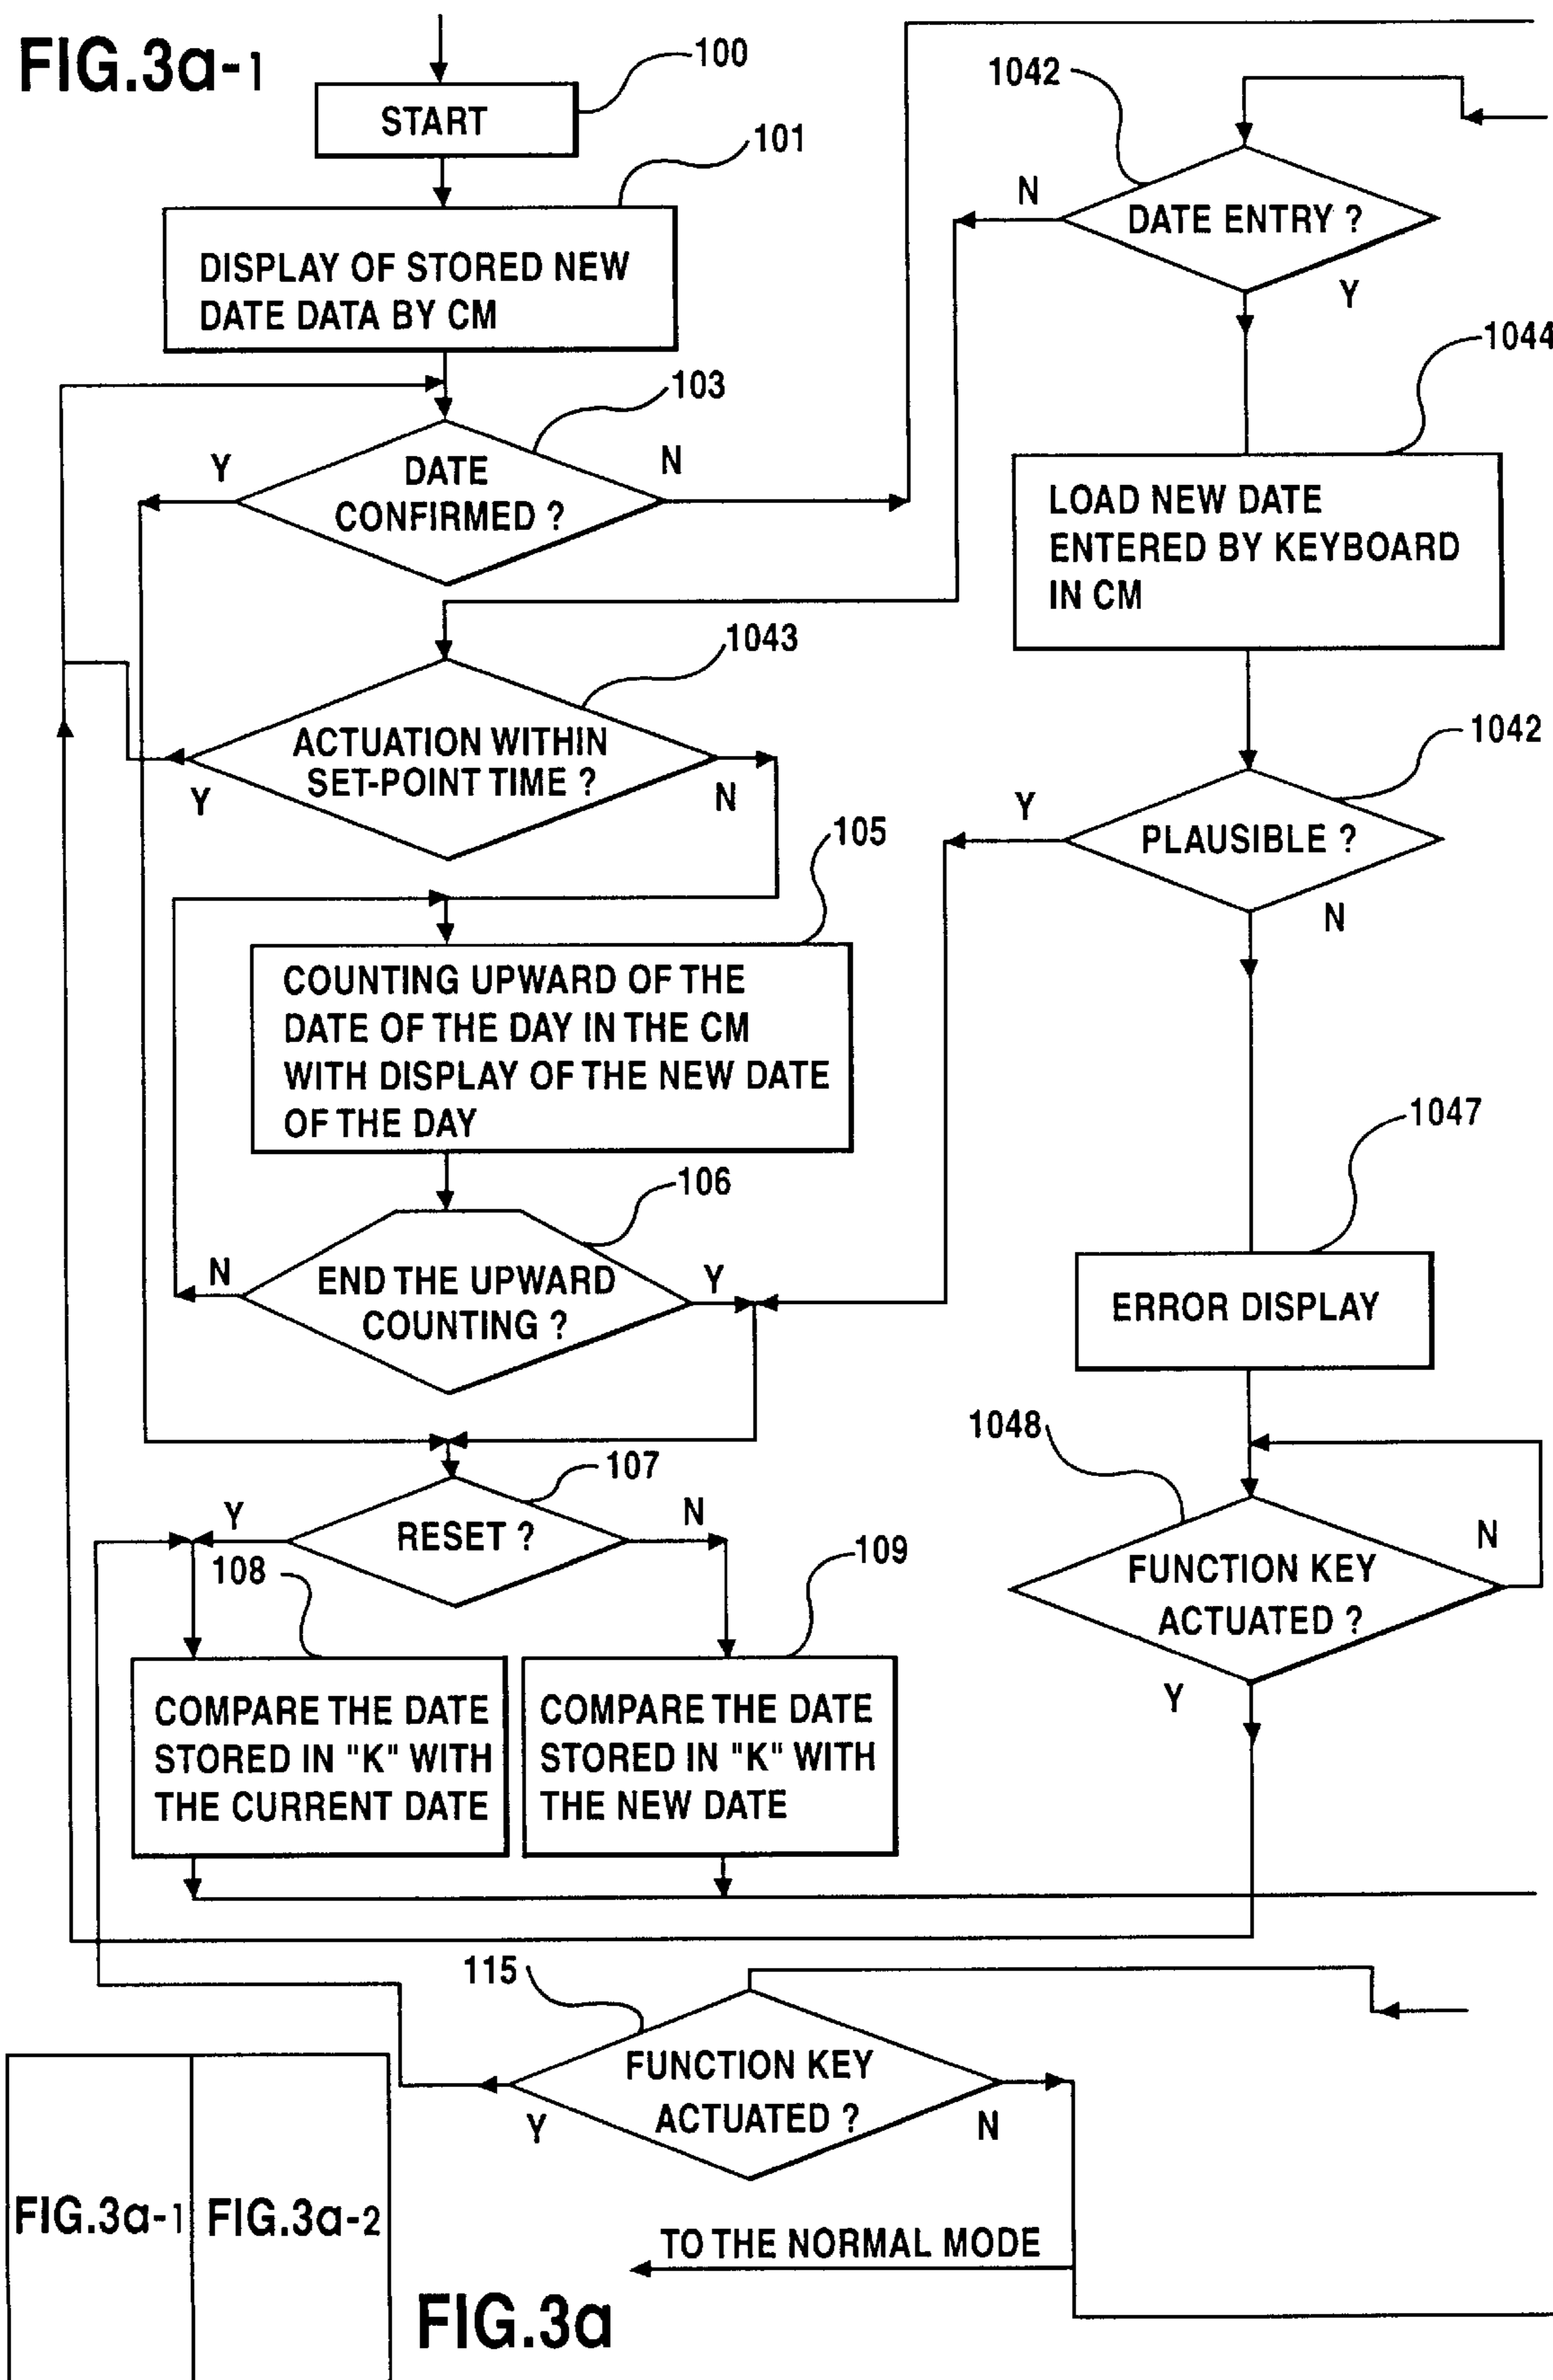 FIG.3a-1
100
START
101
DISPLAY OF STORED NEW
DATE DATA BY CM
103
Y
N
DATE
CONFIRMED ?
1043
ACTUATION WITHIN
SET-POINT TIME ?
Y
N
105
COUNTING UPWARD OF THE
DATE OF THE DAY IN THE CM
WITH DISPLAY OF THE NEW DATE
OF THE DAY
106
N
END THE UPWARD
COUNTING ?
Y
107
Y
RESET ?
N
108
109
COMPARE THE DATE
STORED IN "K" WITH
THE CURRENT DATE
COMPARE THE DATE
STORED IN "K" WITH
THE NEW DATE
1042
N
DATE ENTRY ?
Y
1044
LOAD NEW DATE
ENTERED BY KEYBOARD
IN CM
1042
Y
PLAUSIBLE ?
N
1047
ERROR DISPLAY
1048
N
FUNCTION KEY
ACTUATED ?
Y
115
FUNCTION KEY
ACTUATED ?
Y
N
TO THE NORMAL MODE
FIG.3a-1
FIG.3a-2
FIG.3a